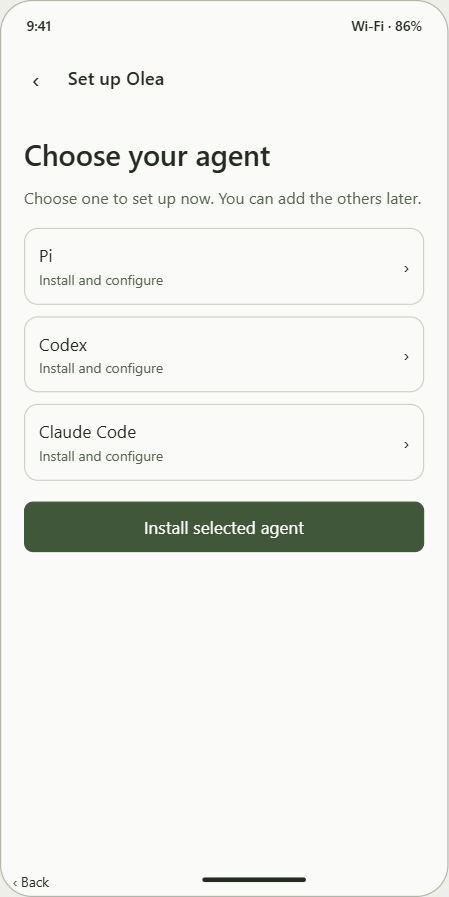 9:41
Wi-Fi · 86%
‹ Set up Olea
Choose your agent
Choose one to set up now. You can add the others later.
Pi
Install and configure
›
Codex
Install and configure
›
Claude Code
Install and configure
›
Install selected agent
‹ Back